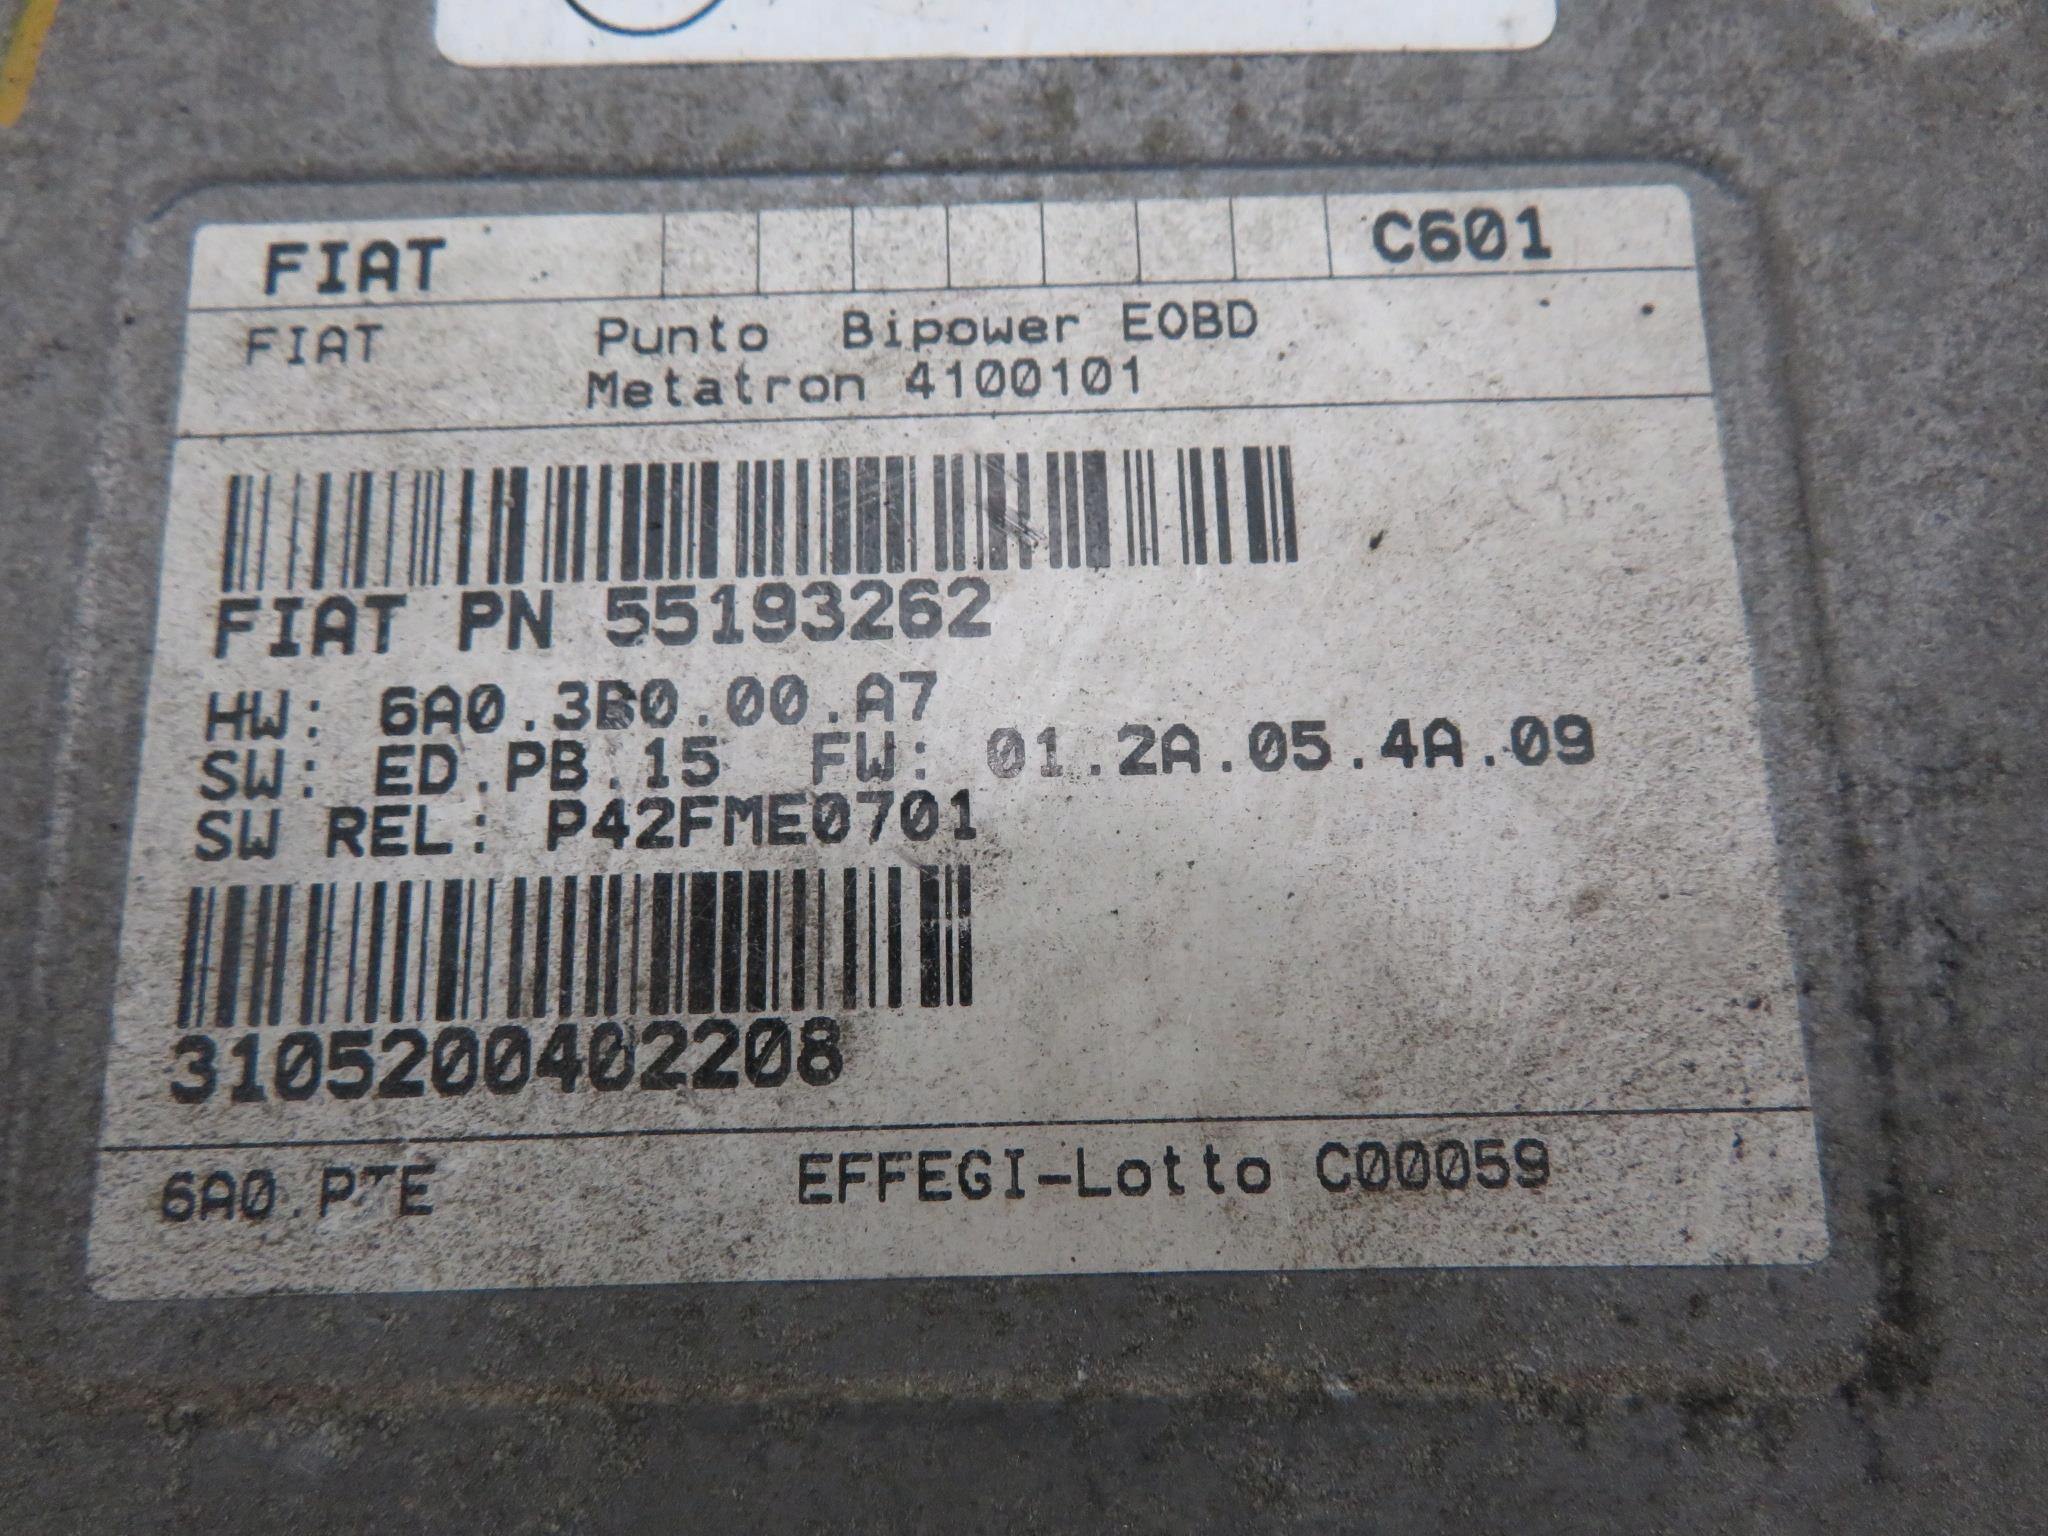 FIAT C601
FIAT Punto Bipower EOBD
Metatron 4100101
FIAT PN 55193262
HW: 6A0.3B0.00.A7
SW: ED.PB.15 FW: 01.2A.05.4A.09
SW REL: P42FME0701
3105200402208
EFFEGI-Lotto C00059